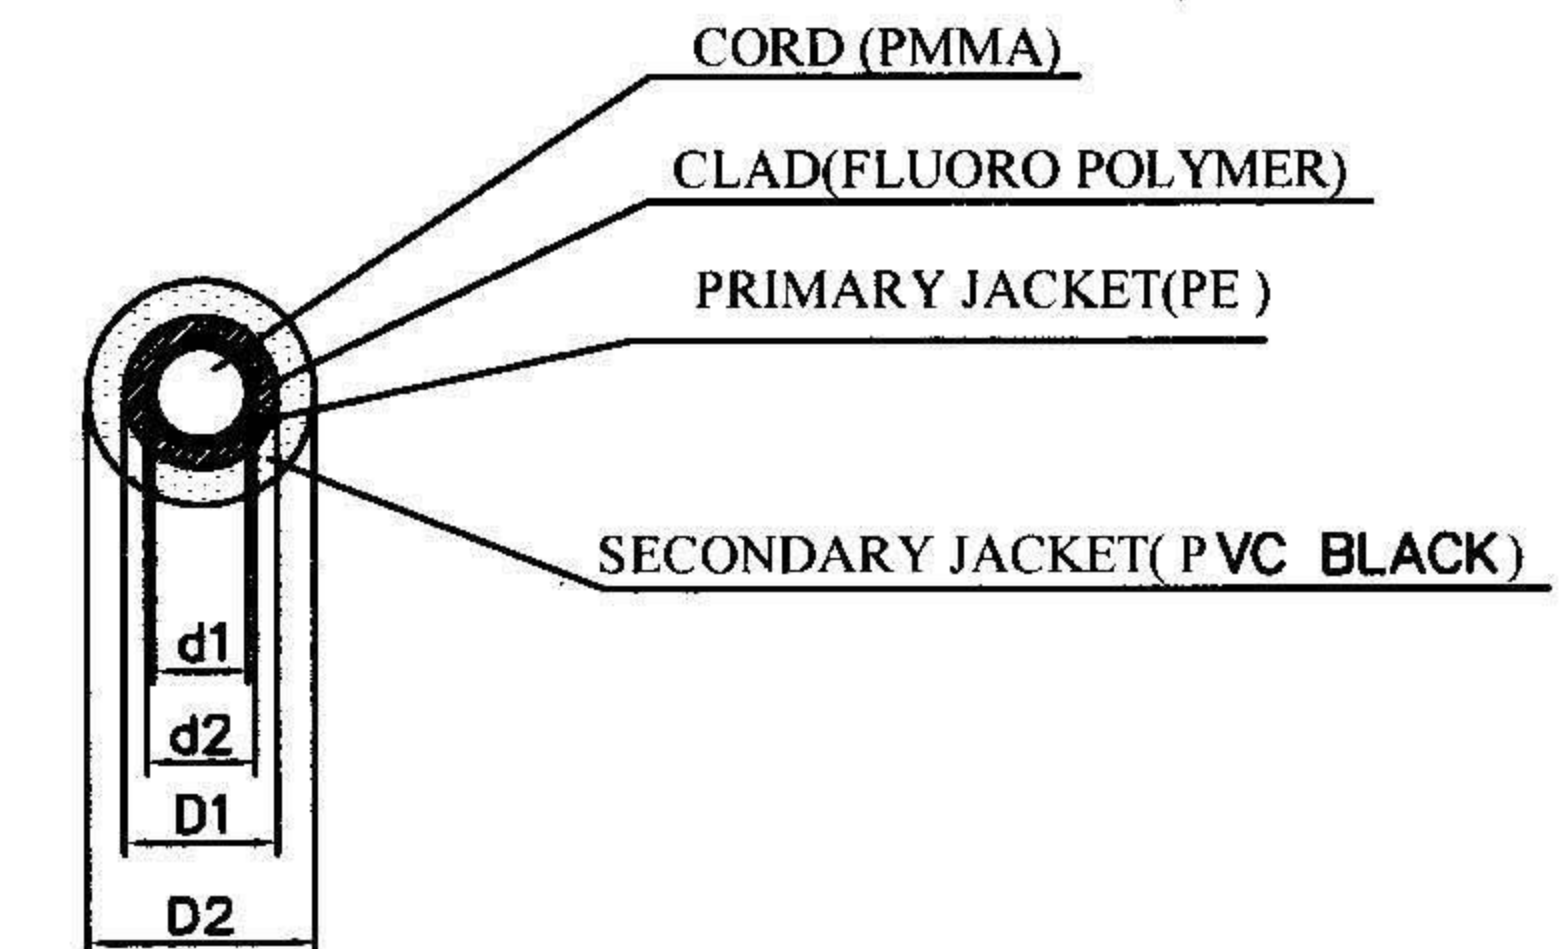 CORD (PMMA)
CLAD(FLUORO POLYMER)
PRIMARY JACKET(PE )
SECONDARY JACKET( PVC BLACK)
d1
d2
D1
D2